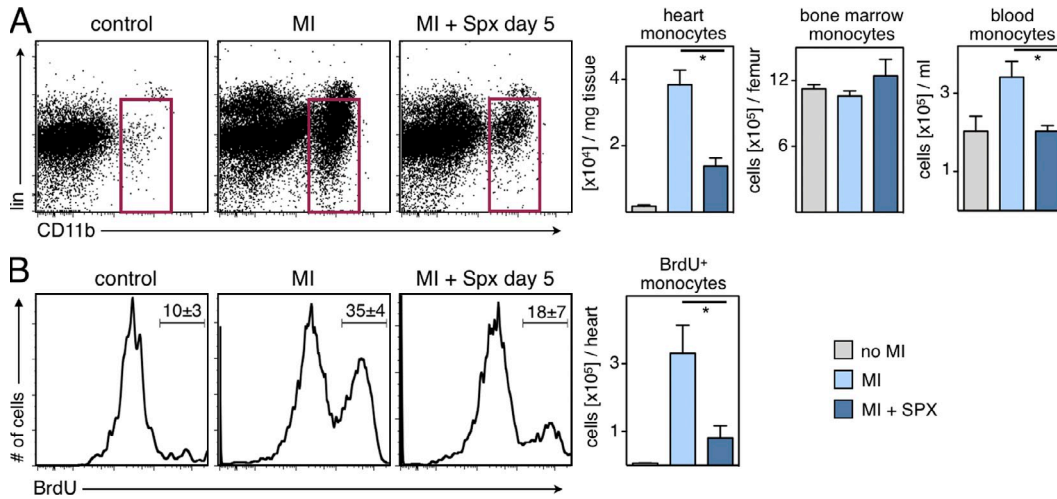 A
control
MI
MI + Spx day 5
lin
CD11b
heart
monocytes
[x10⁴] / mg tissue
4
2
*
bone marrow
monocytes
cells [x10⁵] / femur
12
6
blood
monocytes
cells [x10⁵] / ml
3
1
*
B
control
MI
MI + Spx day 5
10±3
35±4
18±7
# of cells
BrdU
BrdU⁺
monocytes
cells [x10⁵] / heart
3
1
*
no MI
MI
MI + SPX